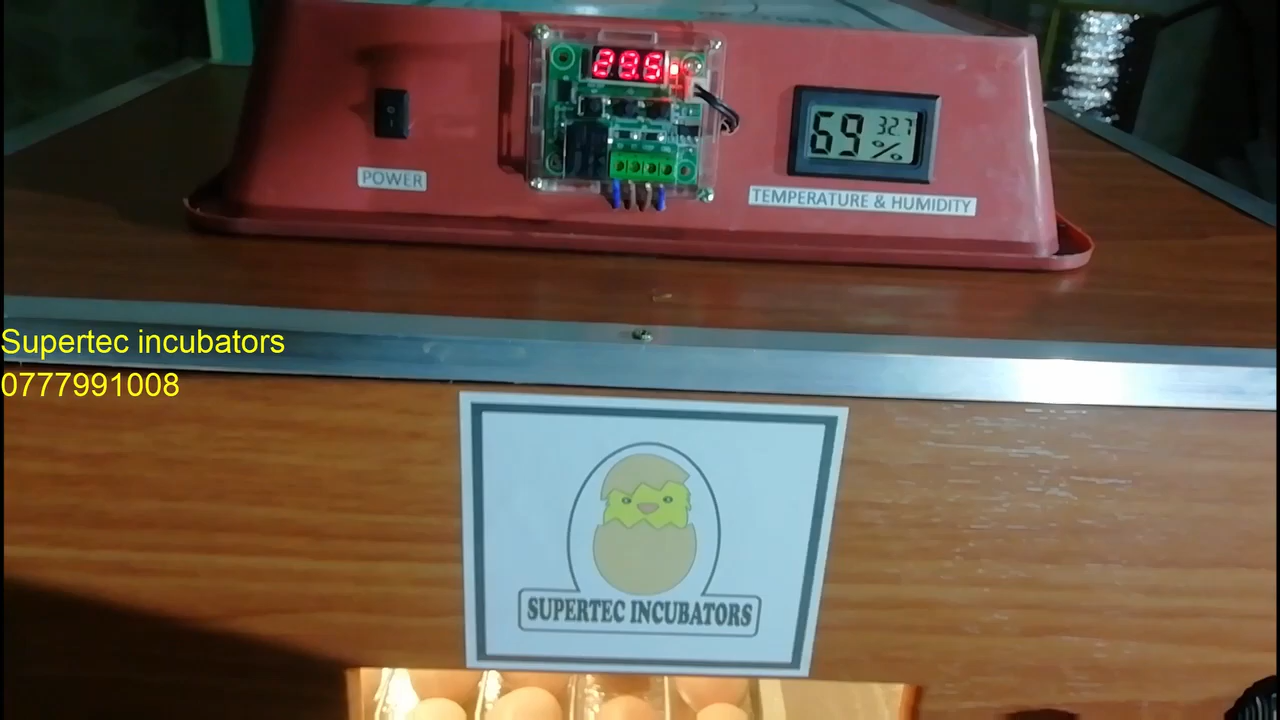 POWER
69 32.7
%
TEMPERATURE & HUMIDITY
Supertec incubators
0777991008
SUPERTEC INCUBATORS